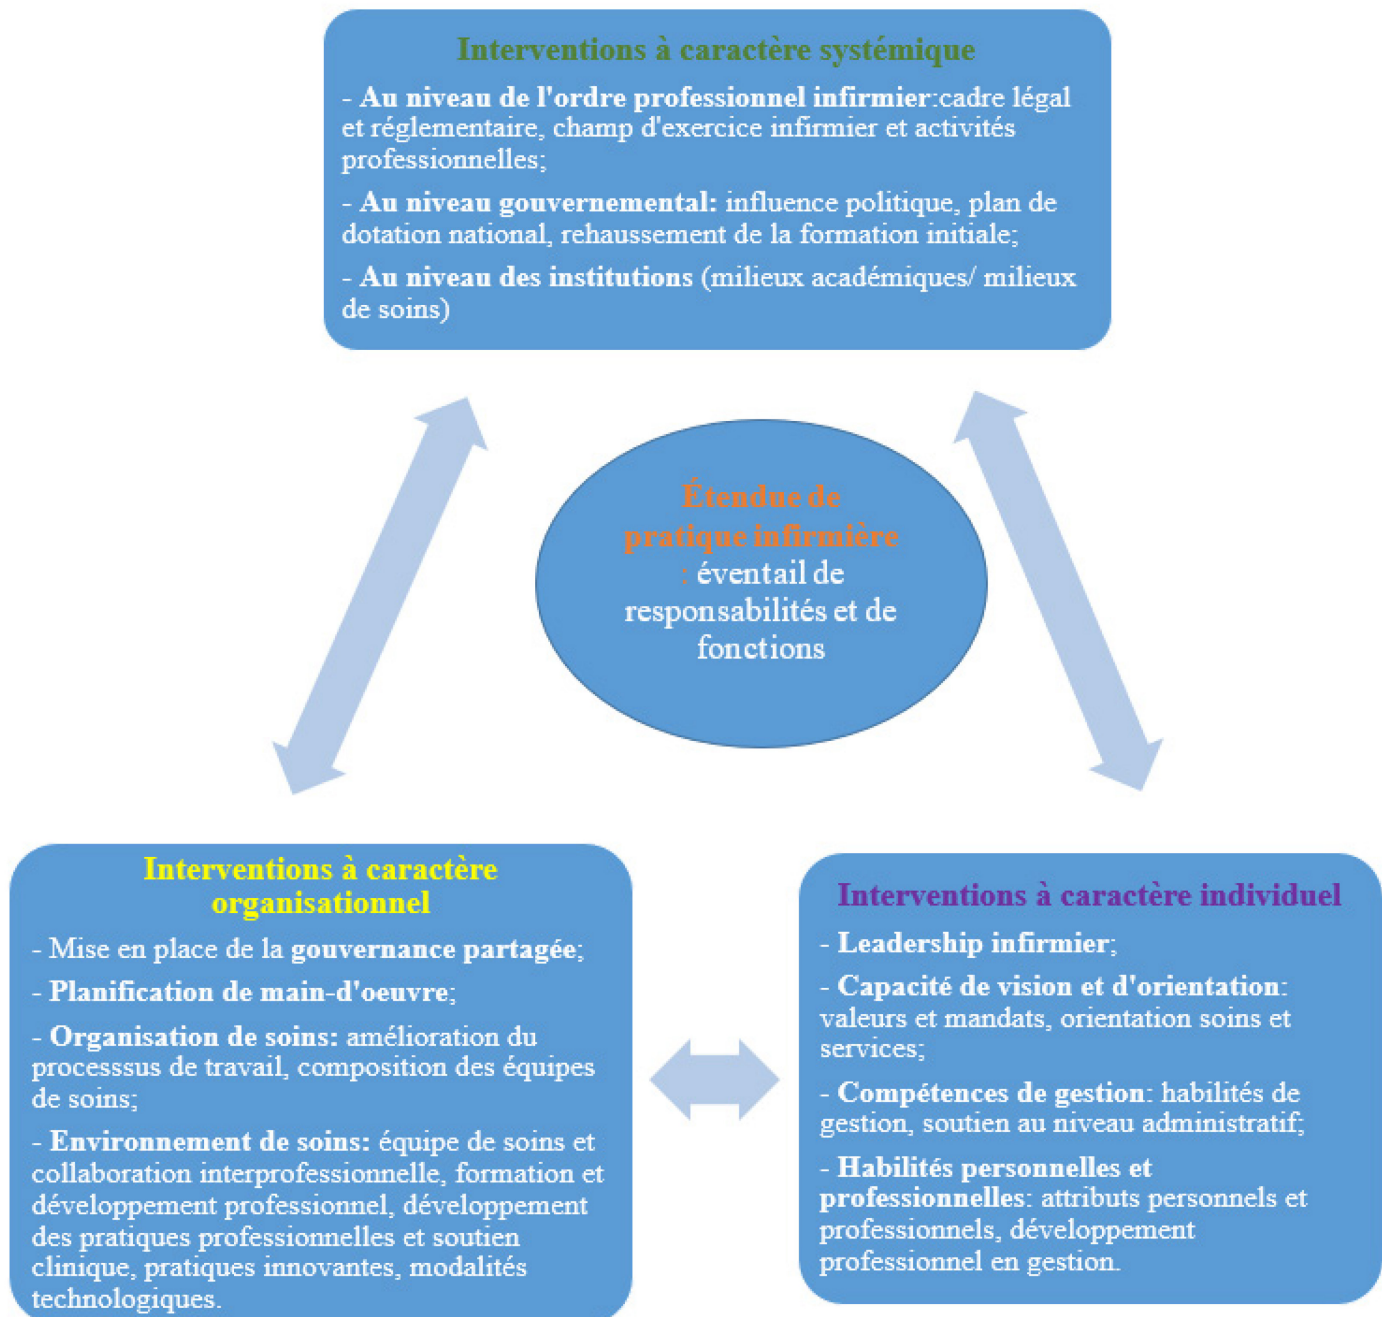 Interventions à caractère systémique
- Au niveau de l'ordre professionnel infirmier:cadre légal
et réglementaire, champ d'exercice infirmier et activités
professionnelles;
- Au niveau gouvernemental: influence politique, plan de
dotation national, rehaussement de la formation initiale;
- Au niveau des institutions (milieux académiques/ milieux
de soins)
Étendue de
pratique infirmière
: éventail de
responsabilités et de
fonctions
Interventions à caractère
organisationnel
- Mise en place de la gouvernance partagée;
- Planification de main-d'oeuvre;
- Organisation de soins: amélioration du
processsus de travail, composition des équipes
de soins;
- Environnement de soins: équipe de soins et
collaboration interprofessionnelle, formation et
développement professionnel, développement
des pratiques professionnelles et soutien
clinique, pratiques innovantes, modalités
technologiques.
Interventions à caractère individuel
- Leadership infirmier;
- Capacité de vision et d'orientation:
valeurs et mandats, orientation soins et
services;
- Compétences de gestion: habilités de
gestion, soutien au niveau administratif;
- Habilités personnelles et
professionnelles: attributs personnels et
professionnels, développement
professionnel en gestion.